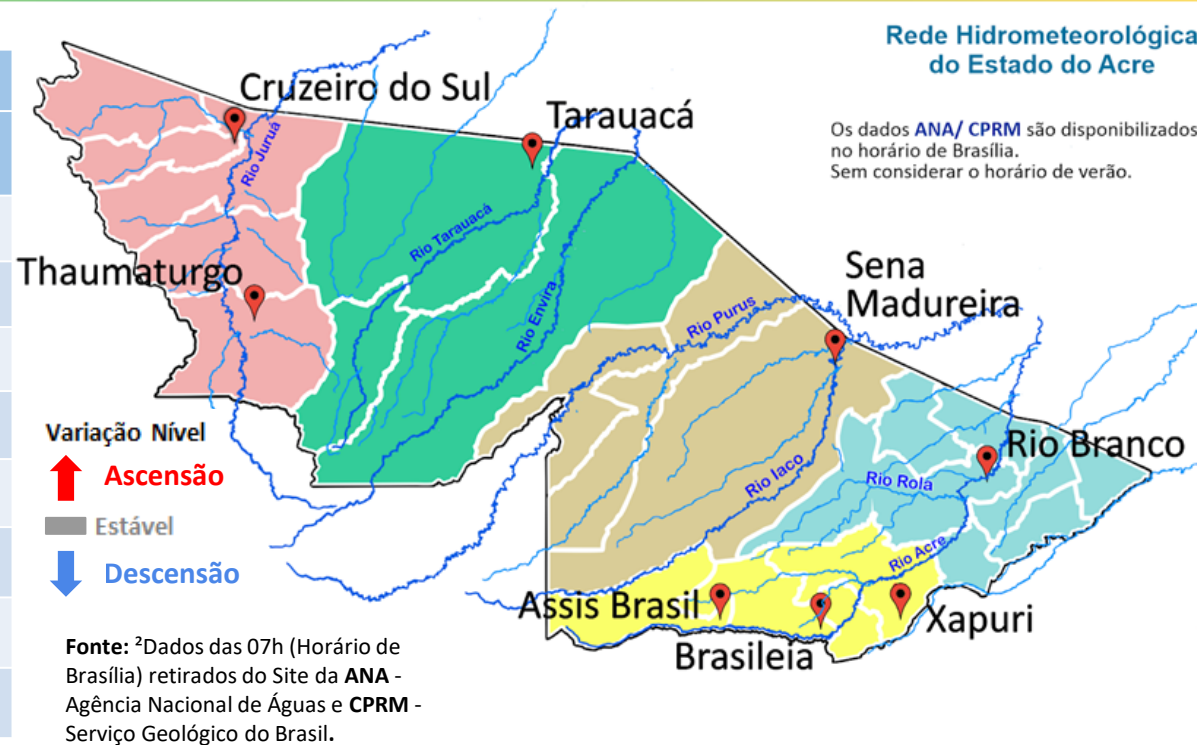 Rede Hidrometeorológica
do Estado do Acre
Os dados ANA/ CPRM são disponibilizados
no horário de Brasília.
Sem considerar o horário de verão.
Cruzeiro do Sul
Tarauacá
Rio Juruá
Rio Tarauacá
Thaumaturgo
Rio Envira
Sena
Madureira
Rio Purus
Variação Nível
Ascensão
Estável
Descensão
Rio Branco
Rio Iaco
Rio Rola
Rio Acre
Assis Brasil
Xapuri
Brasileia
Fonte: ²Dados das 07h (Horário de
Brasília) retirados do Site da ANA -
Agência Nacional de Águas e CPRM -
Serviço Geológico do Brasil.